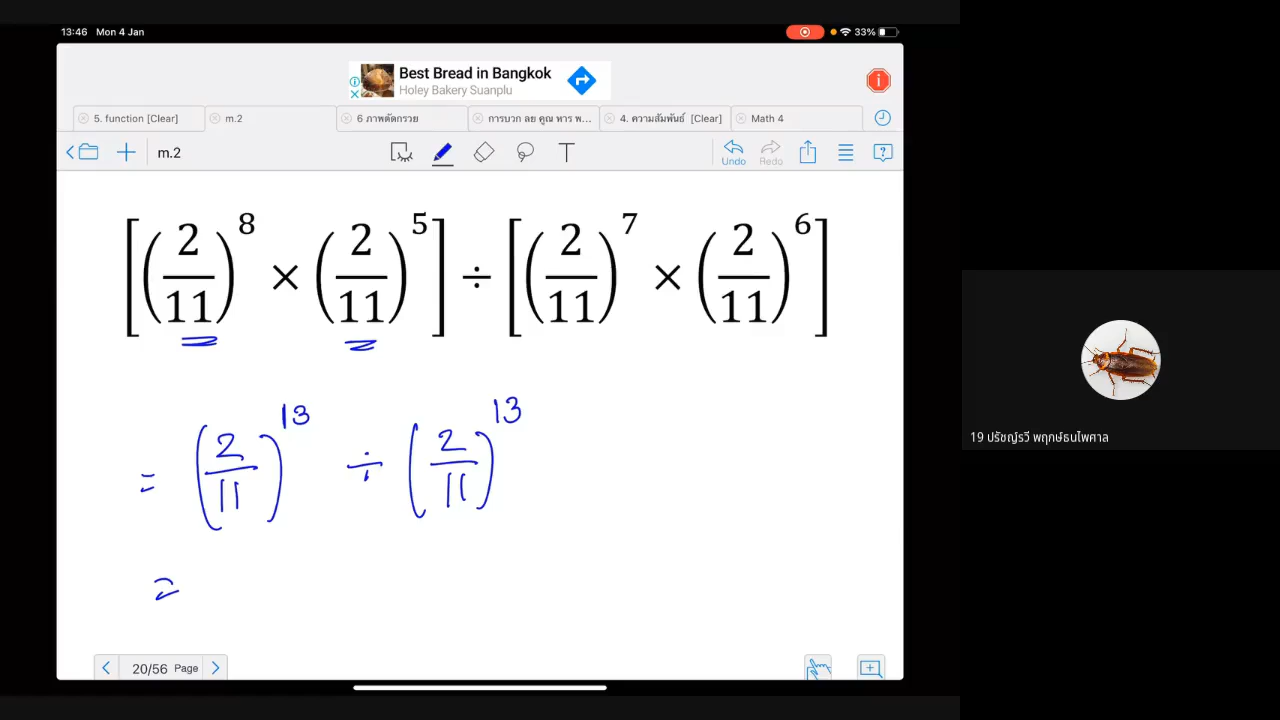 13:46 Mon 4 Jan 33%
Best Bread in Bangkok
Holey Bakery Suanplu
5. function [Clear] m.2 6 ภาพตัดกรวย การบวก ลย คูณ หาร พ... 4. ความสัมพันธ์ [Clear] Math 4
m.2 T Undo Redo
[(2/11)^8 × (2/11)^5] ÷ [(2/11)^7 × (2/11)^6]
= (2/11)^13 ÷ (2/11)^13
=
19 ปรัชญ์รวี พฤกษ์ธนไพศาล
20/56 Page